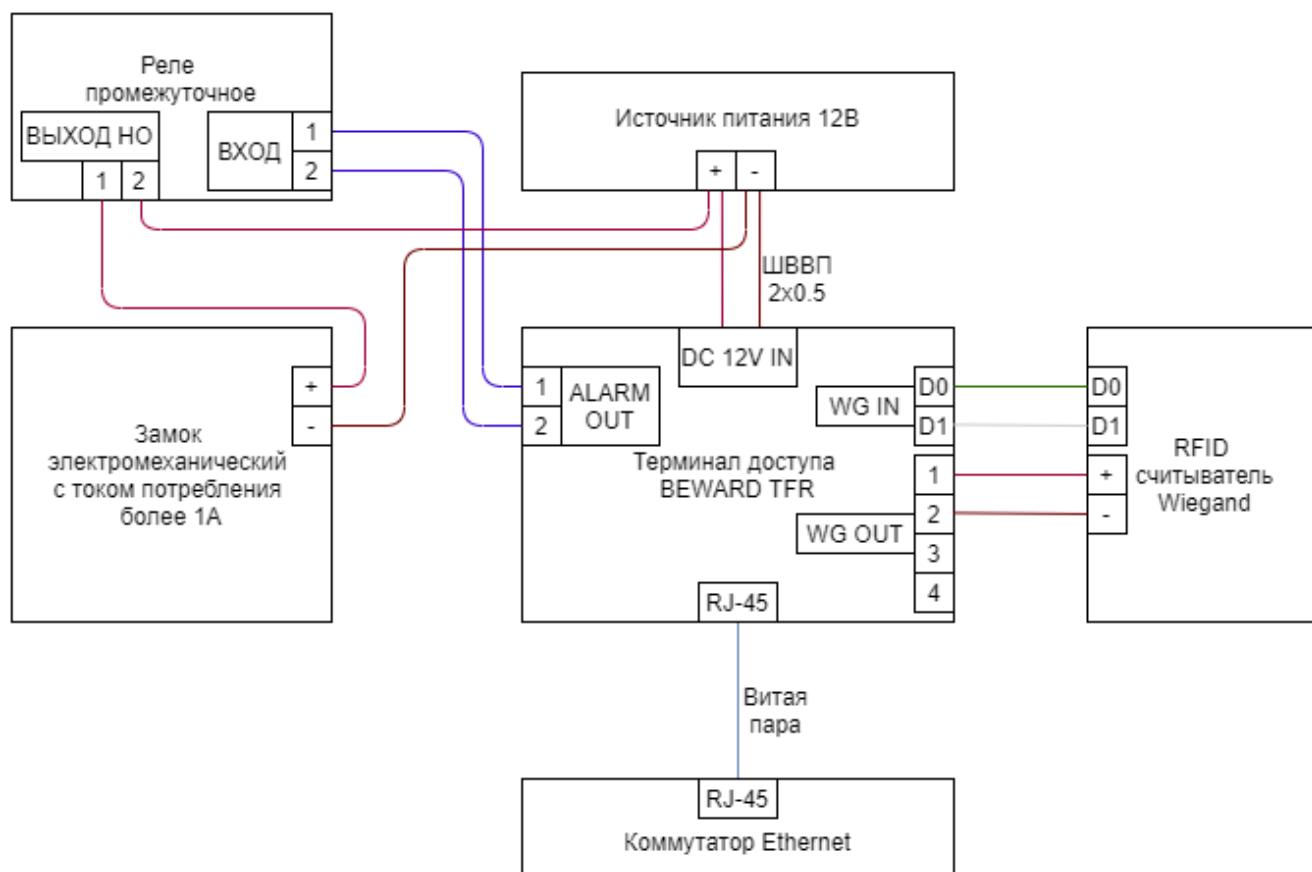 Реле
промежуточное
ВЫХОД НО
1
2
ВХОД
1
2
Источник питания 12В
+
-
ШВВП
2х0.5
Замок
электромеханический
с током потребления
более 1А
+
-
DC 12V IN
1
2
ALARM
OUT
Терминал доступа
BEWARD TFR
WG IN
D0
D1
WG OUT
1
2
3
4
RJ-45
D0
D1
+
-
RFID
считыватель
Wiegand
Витая
пара
RJ-45
Коммутатор Ethernet